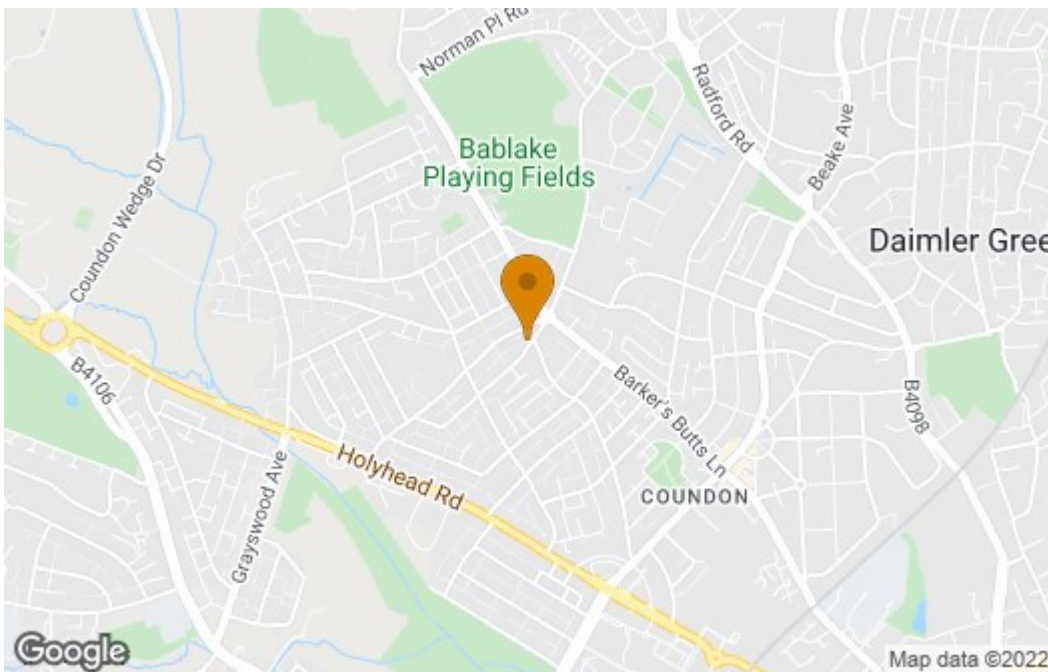 Norman Pl Rd
Radford Rd
Beake Ave
Coundon Wedge Dr
Bablake
Playing Fields
Daimler Gree
B4106
Barker's Butts Ln
B4098
Holyhead Rd
Grayswood Ave
COUNDON
Google
Map data ©2022